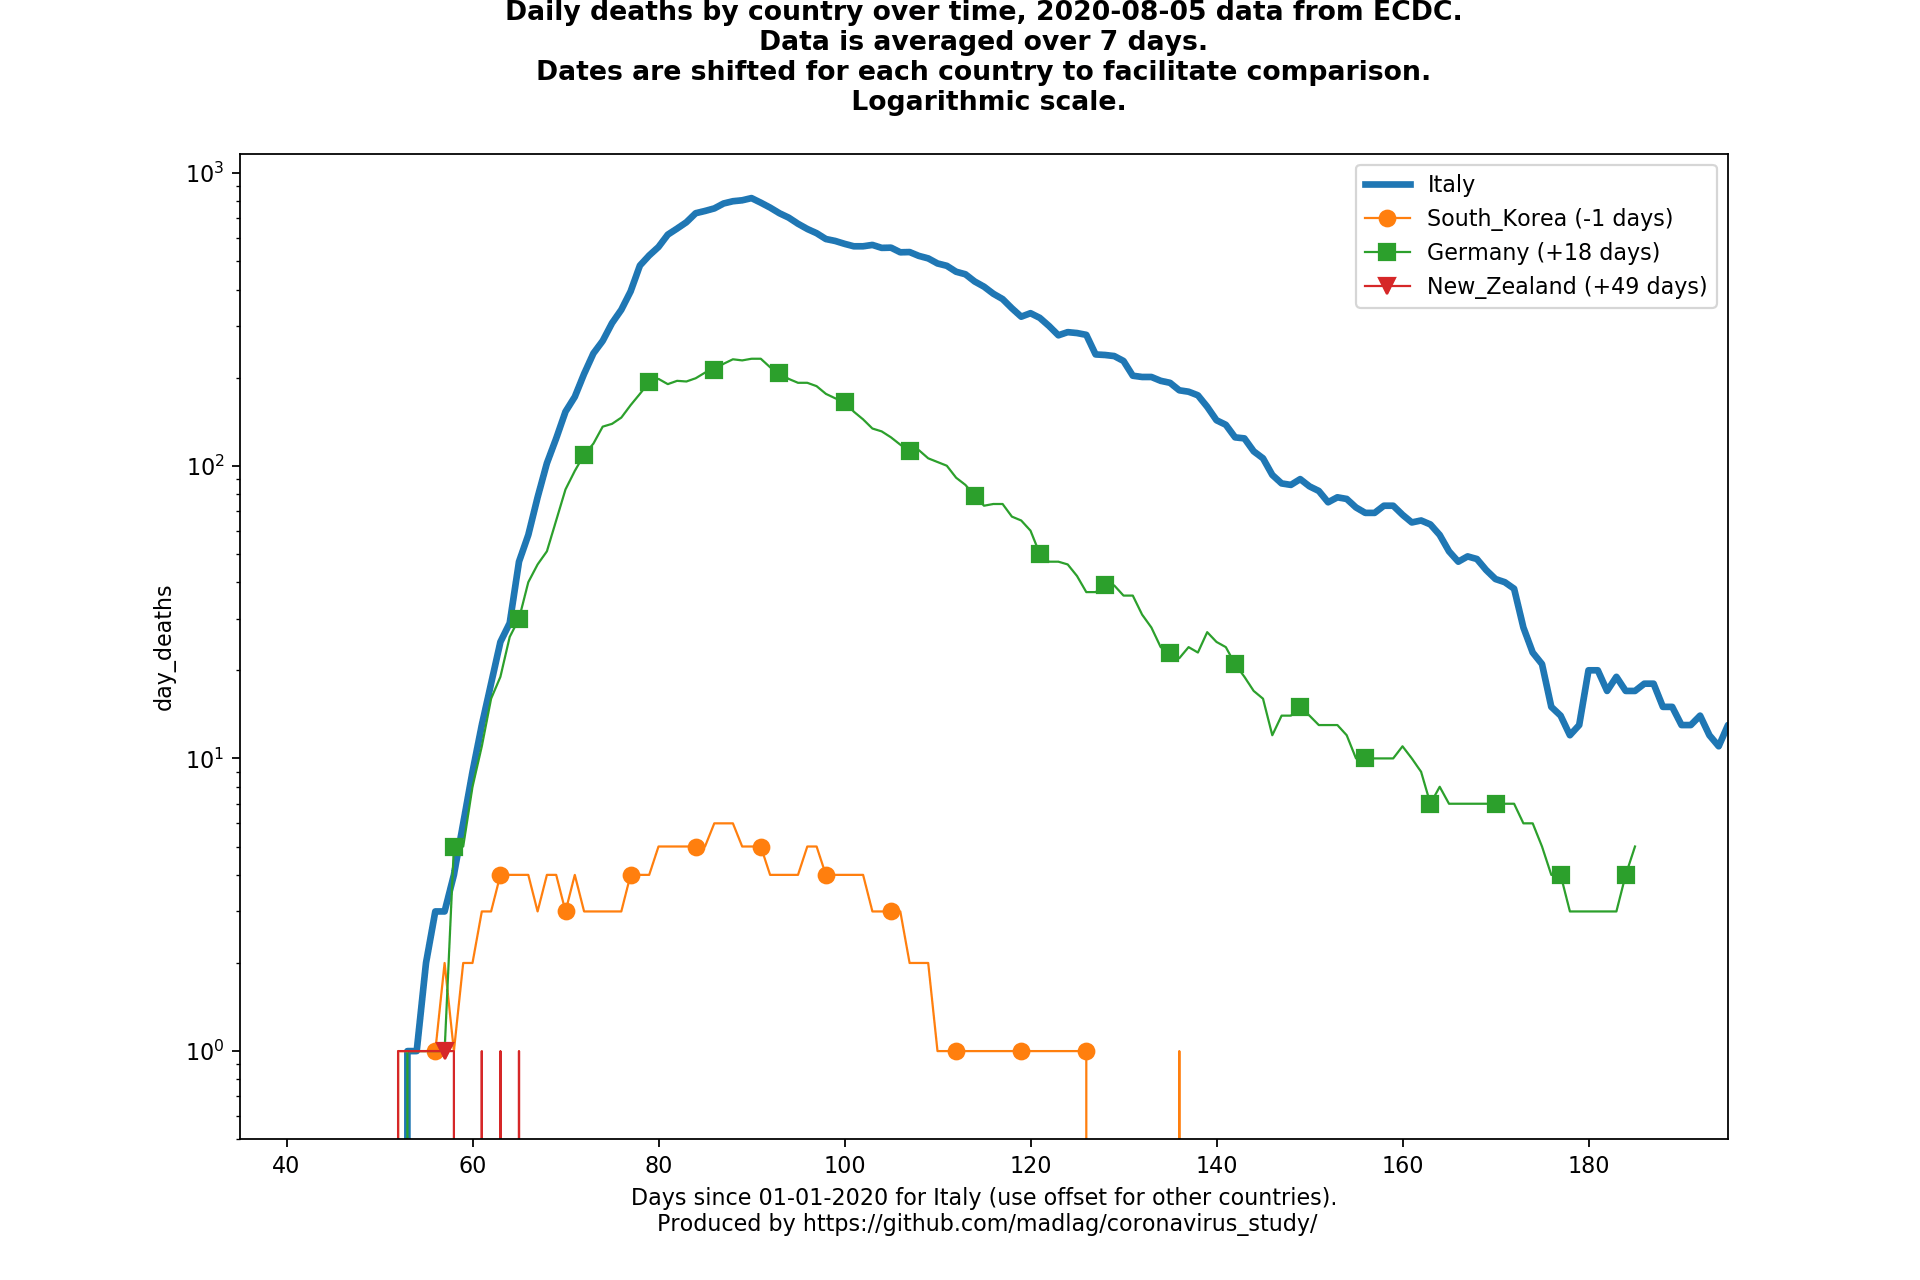 Daily deaths by country over time, 2020-08-05 data from ECDC.
Data is averaged over 7 days.
Dates are shifted for each country to facilitate comparison.
Logarithmic scale.
10³
10²
10¹
10⁰
day_deaths
Italy
South_Korea (-1 days)
Germany (+18 days)
New_Zealand (+49 days)
40 60 80 100 120 140 160 180
Days since 01-01-2020 for Italy (use offset for other countries).
Produced by https://github.com/madlag/coronavirus_study/